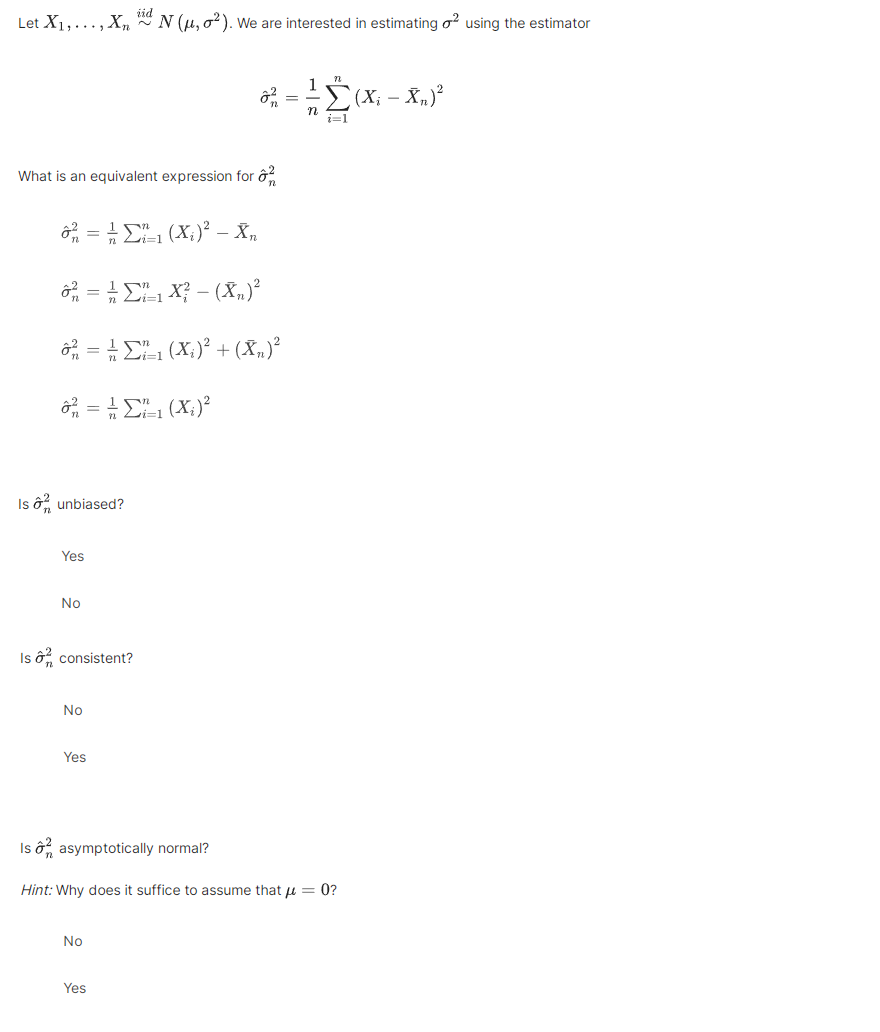 Let $X_1, \ldots, X_n \overset{iid}{\sim} N(\mu, \sigma^2)$. We are interested in estimating $\sigma^2$ using the estimator
$\hat{\sigma}_n^2 = \frac{1}{n} \sum_{i=1}^{n} (X_i - \bar{X}_n)^2$
What is an equivalent expression for $\hat{\sigma}_n^2$
$\hat{\sigma}_n^2 = \frac{1}{n} \sum_{i=1}^{n} (X_i)^2 - \bar{X}_n$
$\hat{\sigma}_n^2 = \frac{1}{n} \sum_{i=1}^{n} X_i^2 - (\bar{X}_n)^2$
$\hat{\sigma}_n^2 = \frac{1}{n} \sum_{i=1}^{n} (X_i)^2 + (\bar{X}_n)^2$
$\hat{\sigma}_n^2 = \frac{1}{n} \sum_{i=1}^{n} (X_i)^2$
Is $\hat{\sigma}_n^2$ unbiased?
Yes
No
Is $\hat{\sigma}_n^2$ consistent?
No
Yes
Is $\hat{\sigma}_n^2$ asymptotically normal?
Hint: Why does it suffice to assume that $\mu = 0$?
No
Yes